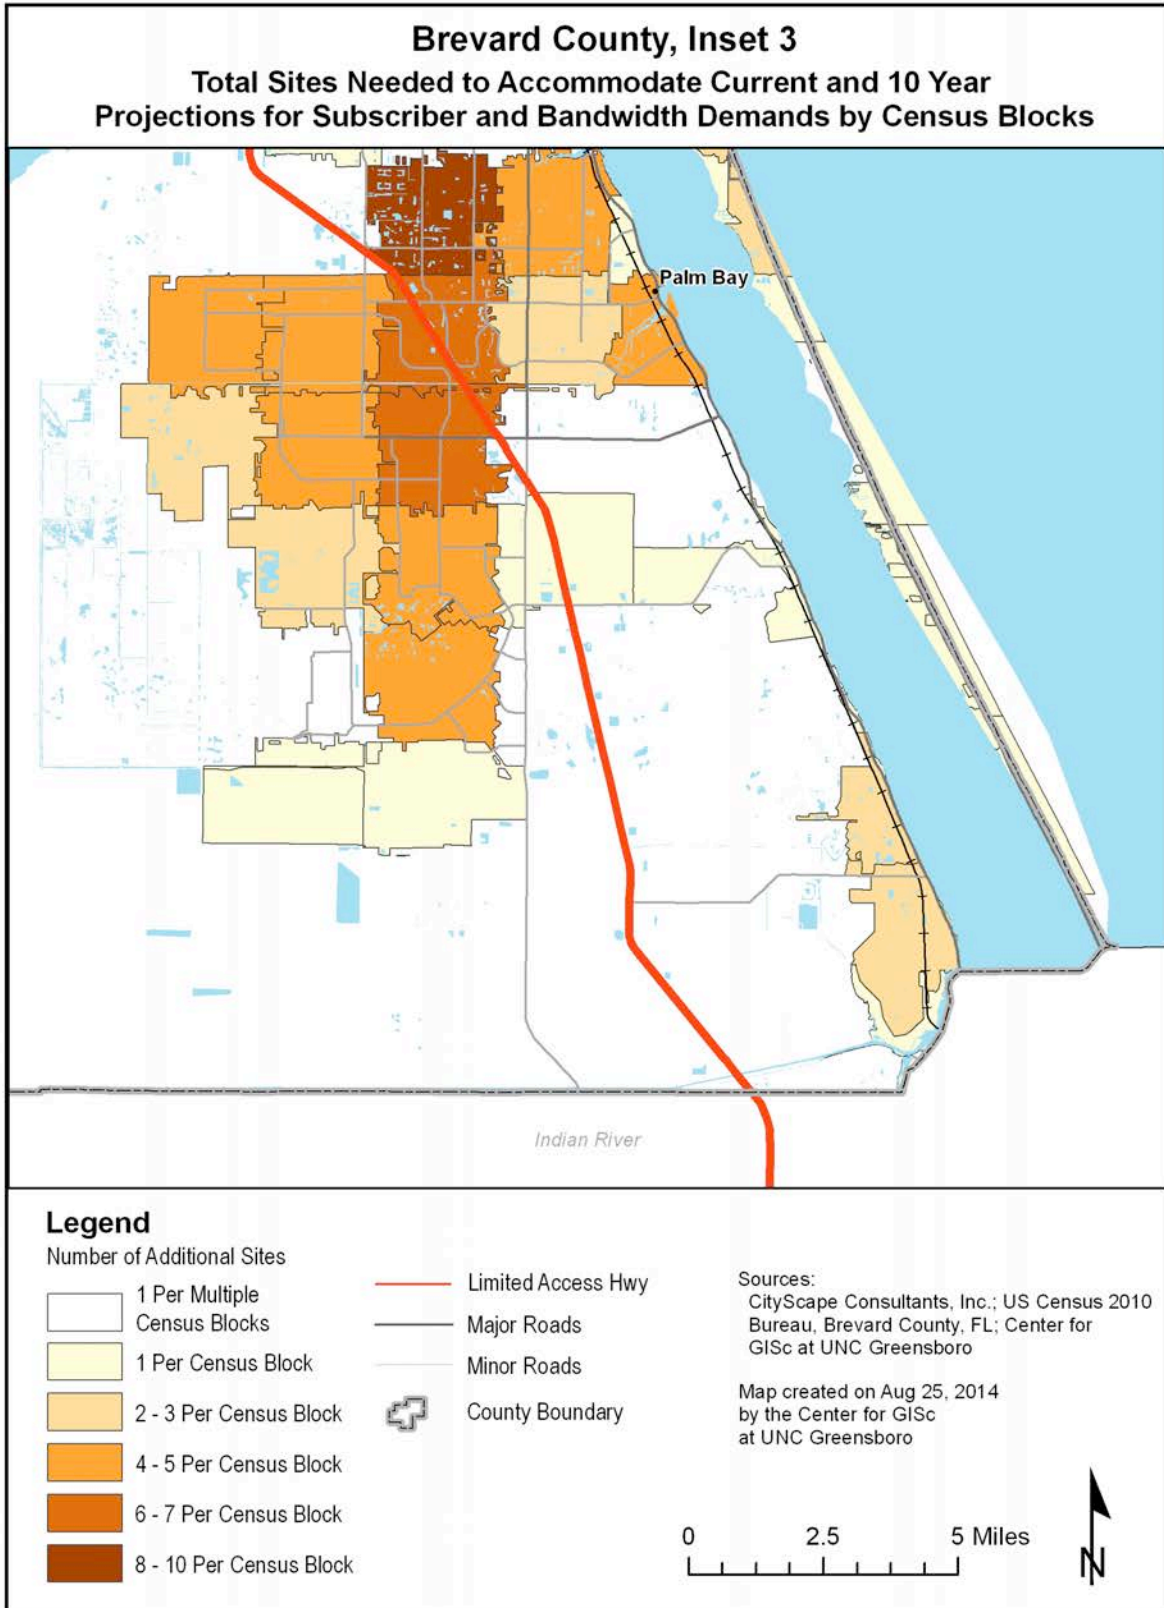 Brevard County, Inset 3
Total Sites Needed to Accommodate Current and 10 Year
Projections for Subscriber and Bandwidth Demands by Census Blocks
Palm Bay
Indian River
Legend
Number of Additional Sites
1 Per Multiple
Census Blocks
1 Per Census Block
2 - 3 Per Census Block
4 - 5 Per Census Block
6 - 7 Per Census Block
8 - 10 Per Census Block
Limited Access Hwy
Major Roads
Minor Roads
County Boundary
Sources:
CityScape Consultants, Inc.; US Census 2010
Bureau, Brevard County, FL; Center for
GISc at UNC Greensboro
Map created on Aug 25, 2014
by the Center for GISc
at UNC Greensboro
0 2.5 5 Miles
N